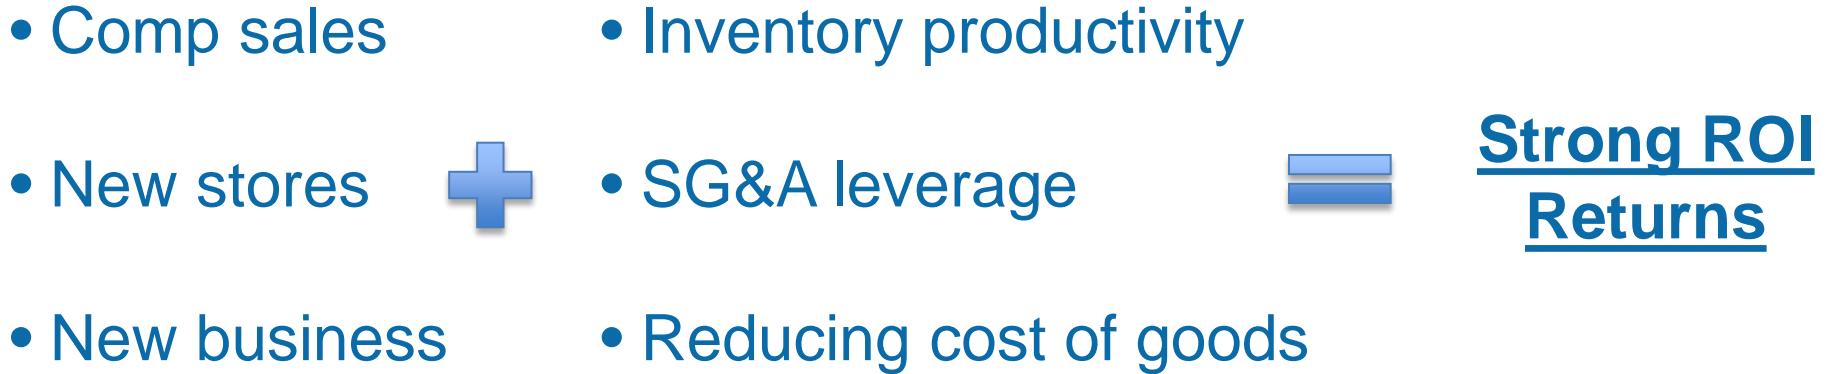 • Comp sales
• New stores
• New business
• Inventory productivity
• SG&A leverage
• Reducing cost of goods
Strong ROI
Returns